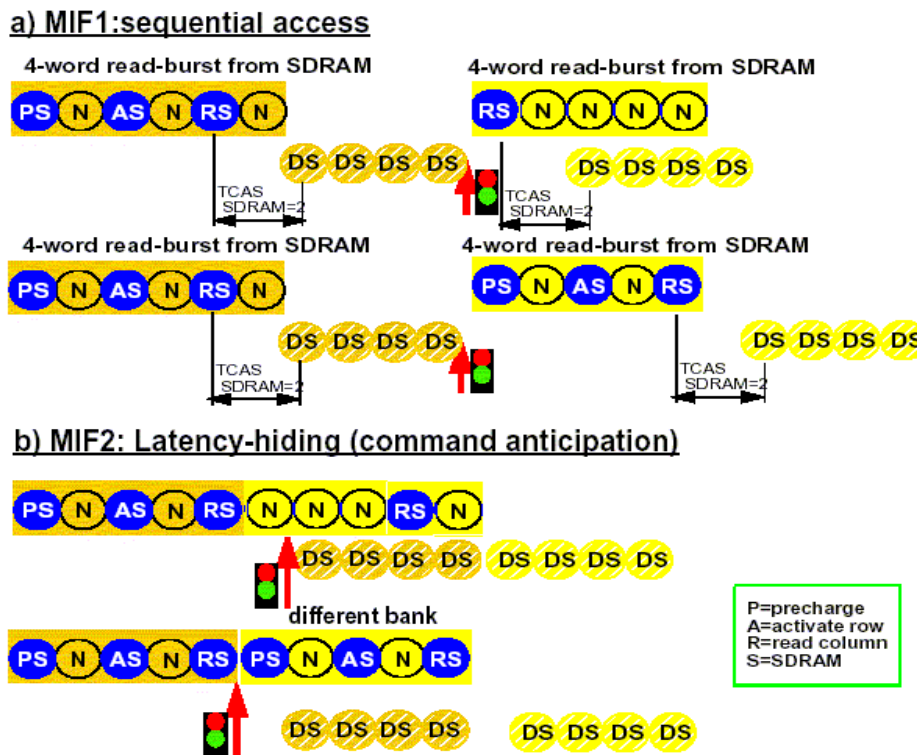 a) MIF1:sequential access
4-word read-burst from SDRAM
4-word read-burst from SDRAM
PS N AS N RS N
RS N N N N
DS DS DS DS
DS DS DS DS
TCAS
SDRAM=2
TCAS
SDRAM=2
4-word read-burst from SDRAM
4-word read-burst from SDRAM
PS N AS N RS N
PS N AS N RS
DS DS DS DS
DS DS DS DS
TCAS
SDRAM=2
TCAS
SDRAM=2
b) MIF2: Latency-hiding (command anticipation)
PS N AS N RS N N N RS N
DS DS DS DS DS DS DS DS
different bank
PS N AS N RS PS N AS N RS
DS DS DS DS DS DS DS DS
P=precharge
A=activate row
R=read column
S=SDRAM